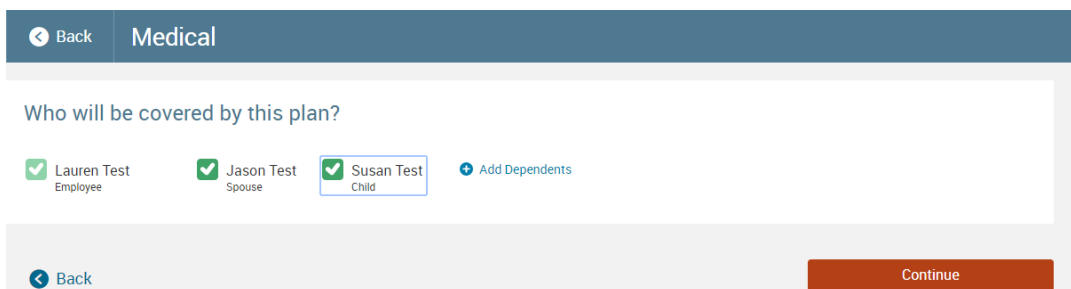 Back Medical
Who will be covered by this plan?
Lauren Test Jason Test Susan Test Add Dependents
Employee Spouse Child
Back Continue